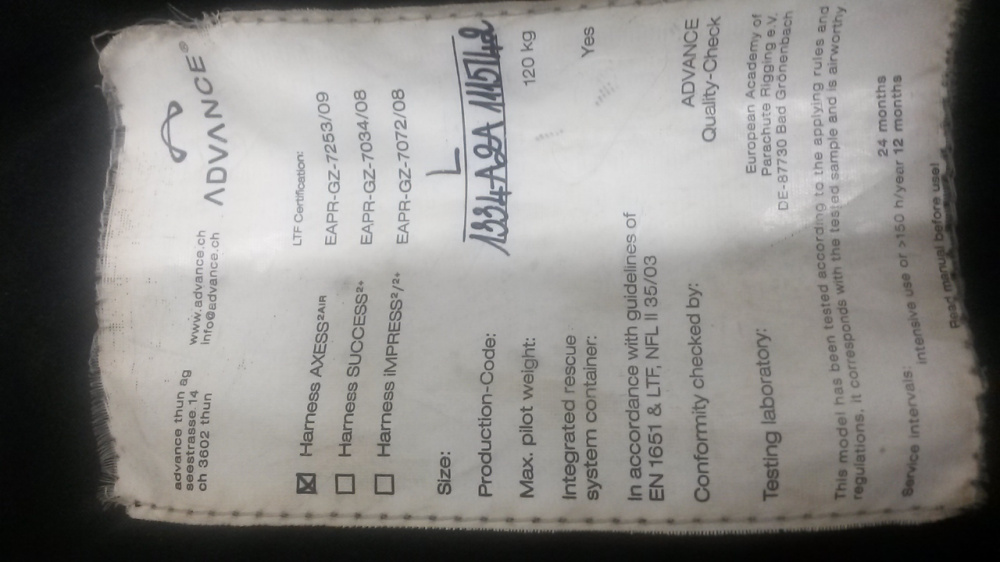 advance thun ag
seestrasse 14 www.advance.ch
ch 3602 thun info@advance.ch
ADVANCE®
LTF Certification:
☒ Harness AXESS²AIR EAPR-GZ-7253/09
☐ Harness SUCCESS²⁺ EAPR-GZ-7034/08
☐ Harness iMPRESS²/²⁺ EAPR-GZ-7072/08
Size: L
Production-Code:
Max. pilot weight: 120 kg
Integrated rescue
system container: Yes
In accordance with guidelines of
EN 1651 & LTF, NFL II 35/03
Conformity checked by: ADVANCE
Quality-Check
Testing laboratory: European Academy of
Parachute Rigging e.V.
DE-87730 Bad Grönenbach
This model has been tested according to the applying rules and
regulations, it corresponds with the tested sample and is airworthy
Service intervals: 24 months
intensive use or >150 h/year 12 months
Read manual before use!